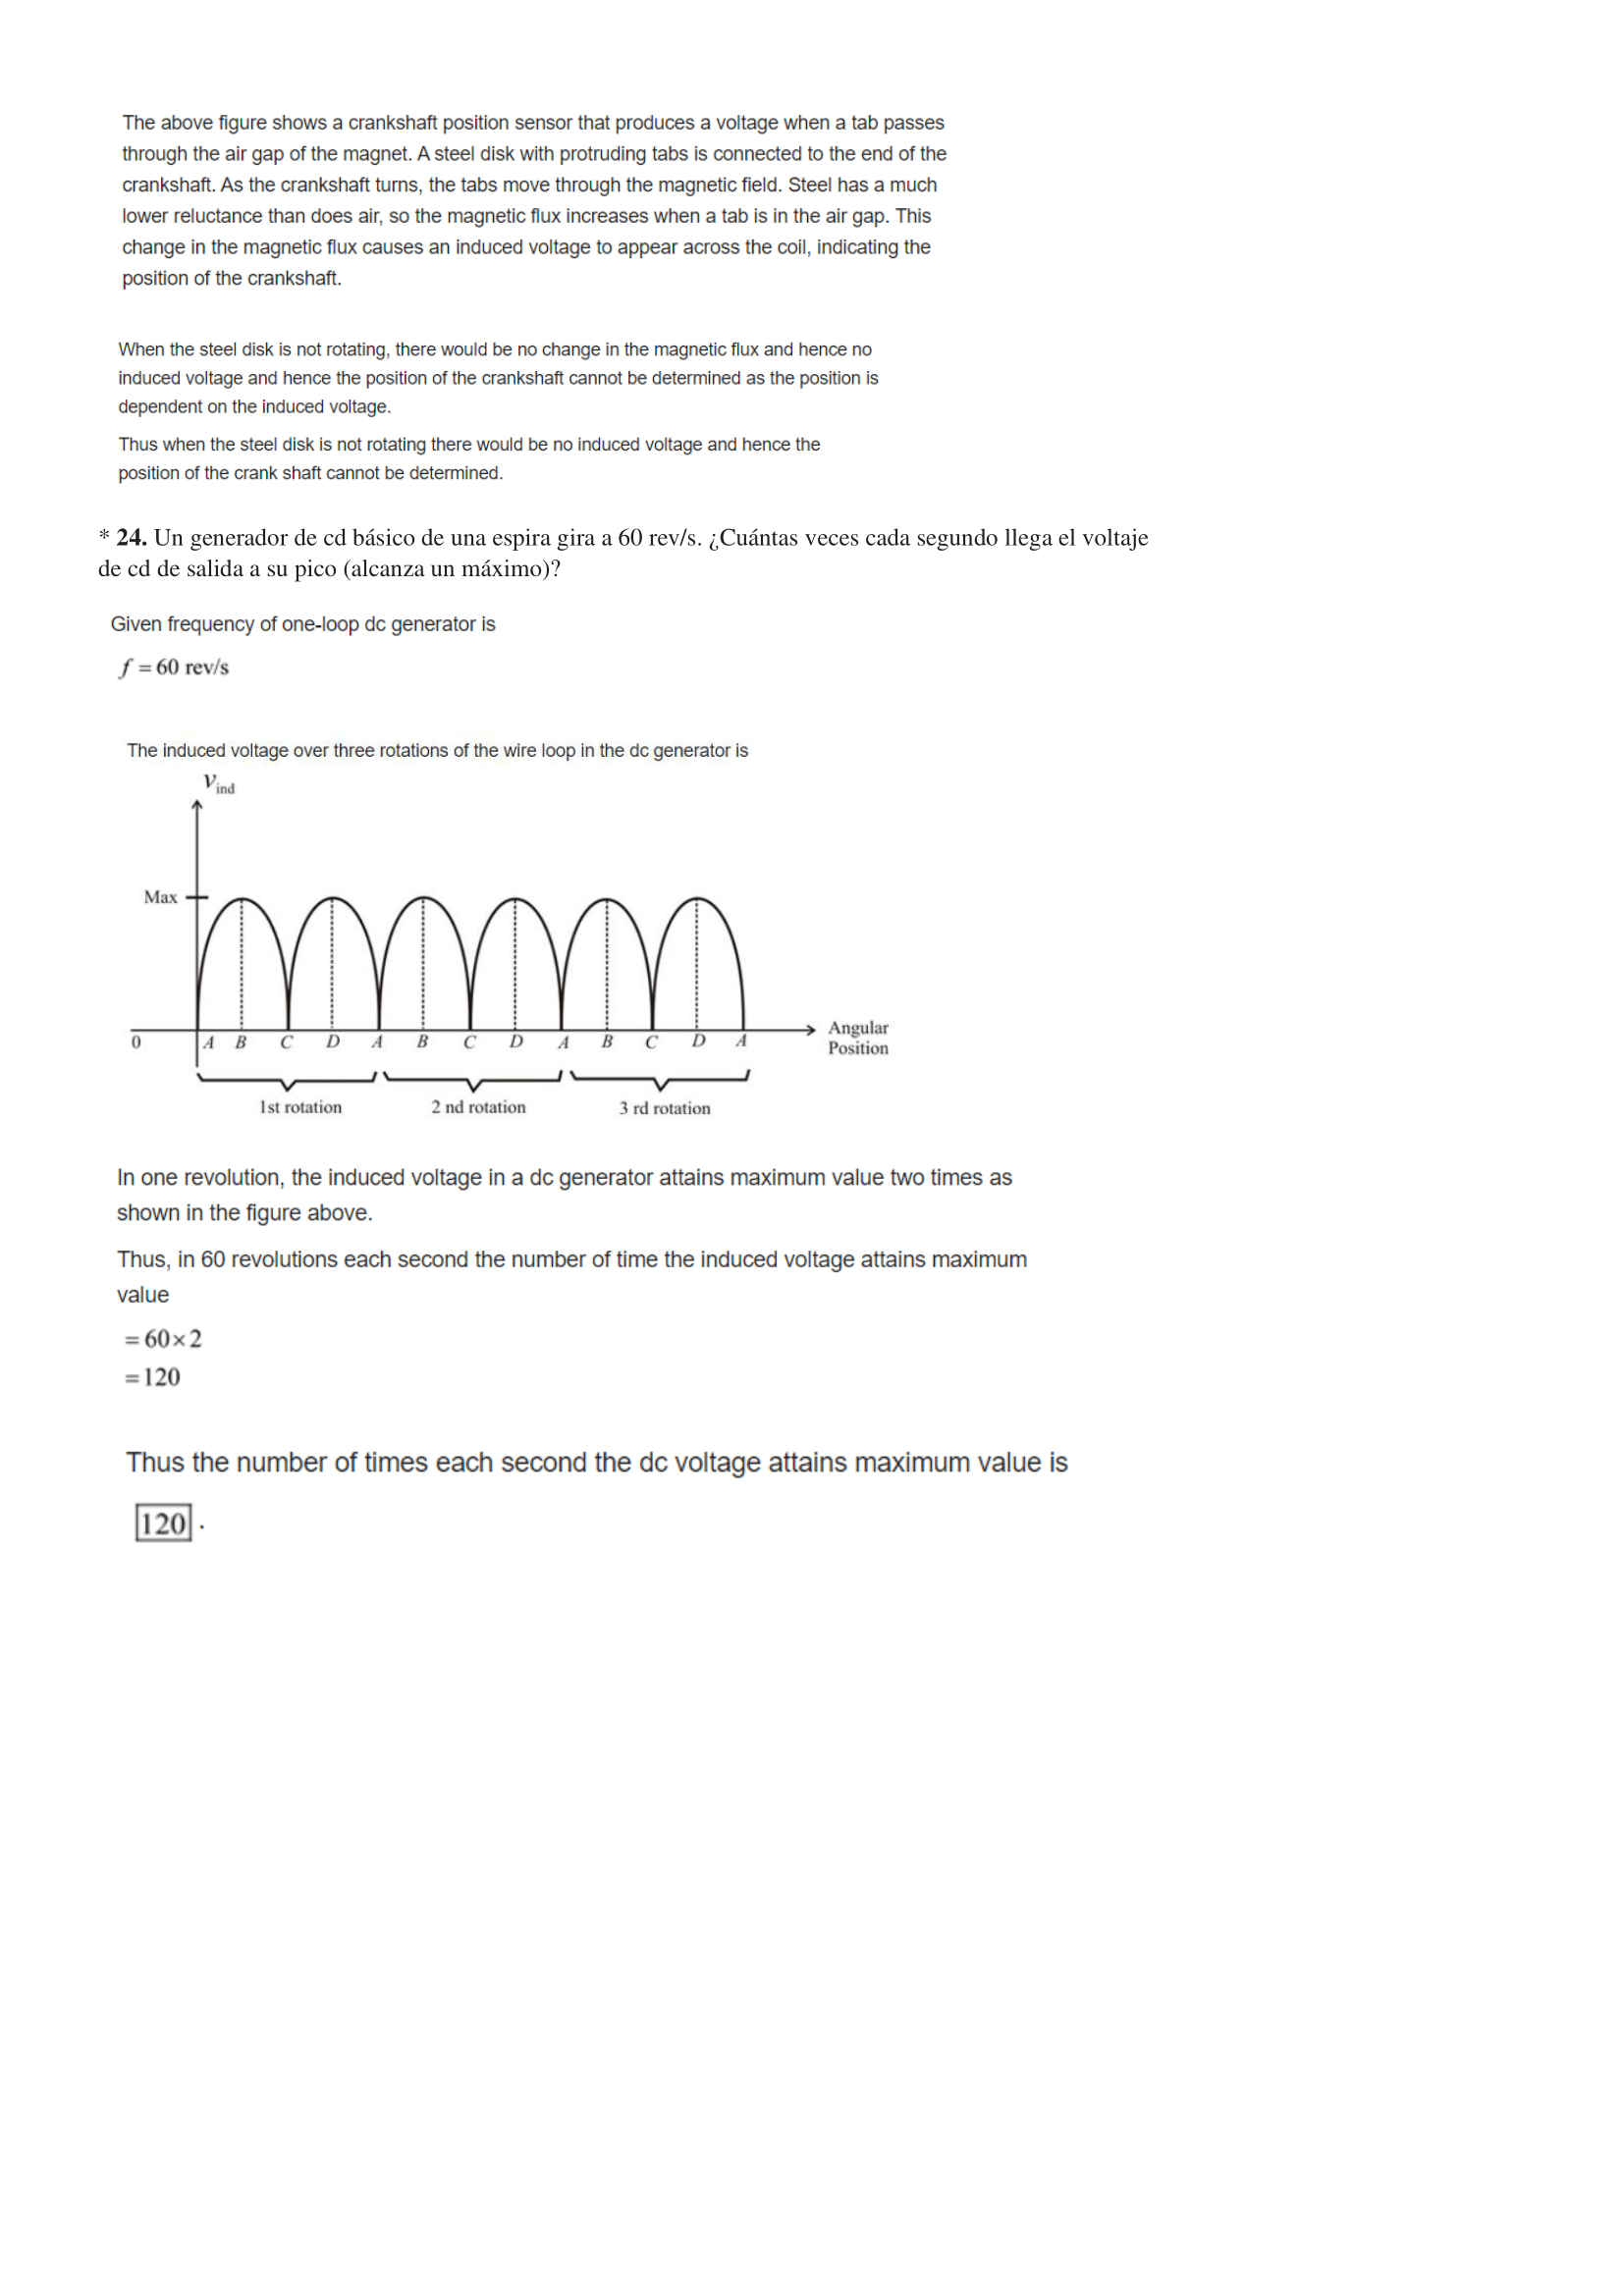 The above figure shows a crankshaft position sensor that produces a voltage when a tab passes
through the air gap of the magnet. A steel disk with protruding tabs is connected to the end of the
crankshaft. As the crankshaft turns, the tabs move through the magnetic field. Steel has a much
lower reluctance than does air, so the magnetic flux increases when a tab is in the air gap. This
change in the magnetic flux causes an induced voltage to appear across the coil, indicating the
position of the crankshaft.
When the steel disk is not rotating, there would be no change in the magnetic flux and hence no
induced voltage and hence the position of the crankshaft cannot be determined as the position is
dependent on the induced voltage.
Thus when the steel disk is not rotating there would be no induced voltage and hence the
position of the crank shaft cannot be determined.
* 24. Un generador de cd básico de una espira gira a 60 rev/s. ¿Cuántas veces cada segundo llega el voltaje
de cd de salida a su pico (alcanza un máximo)?
Given frequency of one-loop dc generator is
f = 60 rev/s
The induced voltage over three rotations of the wire loop in the dc generator is
Vind
Max
0 A B C D A B C D A B C D A
Angular
Position
1st rotation 2 nd rotation 3 rd rotation
In one revolution, the induced voltage in a dc generator attains maximum value two times as
shown in the figure above.
Thus, in 60 revolutions each second the number of time the induced voltage attains maximum
value
= 60×2
= 120
Thus the number of times each second the dc voltage attains maximum value is
120 .